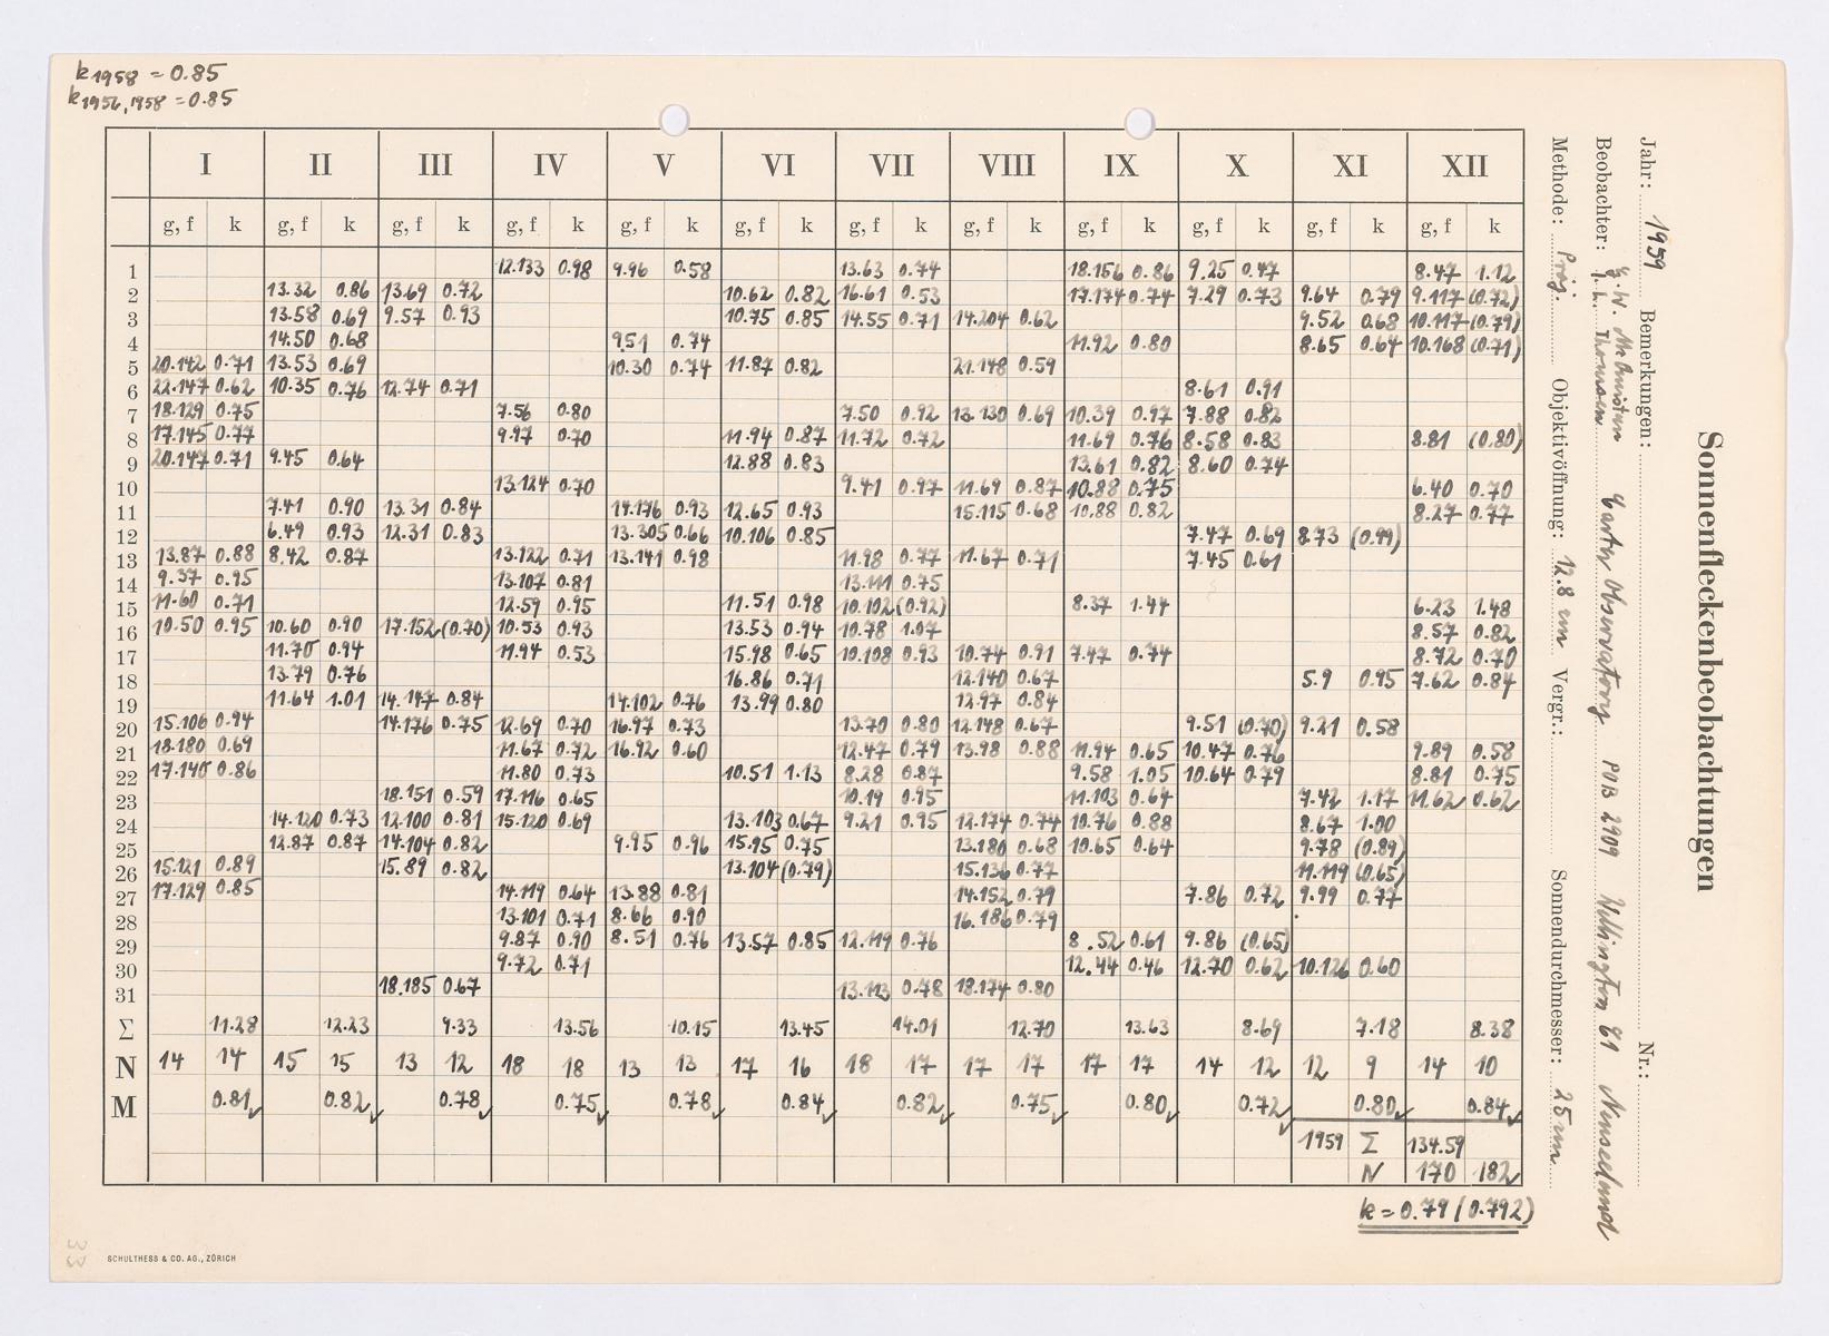 k1958 = 0.85
k1956,1958 = 0.85
Sonnenfleckenbeobachtungen
Jahr: 1959 Bemerkungen: Nr.:
Beobachter: Thomsen Carter Observatory POB 2909 Wellington C1 Neuseeland
Methode: Proj. Objektivöffnung: 12.8 cm Vergr.: Sonnendurchmesser: 25 cm
I II III IV V VI VII VIII IX X XI XII
g, f k g, f k g, f k g, f k g, f k g, f k g, f k g, f k g, f k g, f k g, f k g, f k
1 12.133 0.98 9.96 0.58 13.63 0.74 18.156 0.86 9.25 0.47 8.47 1.12
2 13.32 0.86 13.69 0.72 10.62 0.82 16.61 0.53 17.174 0.74 7.29 0.73 9.64 0.79 9.117 (0.72)
3 13.58 0.69 9.57 0.93 10.75 0.85 14.55 0.71 14.204 0.62 9.52 0.68 10.117 (0.79)
4 14.50 0.68 9.51 0.74 11.92 0.80 8.65 0.64 10.168 (0.71)
5 20.142 0.71 13.53 0.69 10.30 0.74 11.87 0.82 21.148 0.59
6 22.147 0.62 10.35 0.76 12.74 0.71 8.61 0.91
7 18.129 0.75 7.56 0.80 7.50 0.92 13.130 0.69 10.39 0.97 7.88 0.82
8 17.145 0.77 9.97 0.70 11.94 0.87 11.72 0.72 11.69 0.76 8.58 0.83 8.81 (0.80)
9 20.147 0.71 9.45 0.64 12.88 0.83 13.61 0.82 8.60 0.74
10 13.124 0.70 9.41 0.97 11.69 0.87 10.88 0.75 6.40 0.70
11 7.41 0.90 13.31 0.84 14.176 0.93 12.65 0.93 15.115 0.68 10.88 0.82 8.27 0.77
12 6.49 0.93 12.31 0.83 13.305 0.66 10.106 0.85 7.47 0.69 8.73 (0.99)
13 13.87 0.88 8.42 0.87 13.122 0.71 13.141 0.98 11.98 0.77 11.67 0.71 7.45 0.61
14 9.37 0.95 13.107 0.81 13.111 0.75
15 11.60 0.71 12.59 0.95 11.51 0.98 10.102 (0.92) 8.37 1.44 6.23 1.48
16 10.50 0.95 10.60 0.90 17.152 (0.70) 10.53 0.93 13.53 0.94 10.78 1.07 8.57 0.82
17 11.70 0.94 11.94 0.53 15.98 0.65 10.108 0.93 10.74 0.91 7.47 0.74 8.72 0.70
18 13.79 0.76 16.86 0.71 12.140 0.67 5.9 0.95 7.62 0.84
19 11.64 1.01 14.147 0.84 14.102 0.76 13.99 0.80 12.97 0.84
20 15.106 0.94 14.176 0.75 12.69 0.70 16.97 0.73 13.70 0.80 12.148 0.67 9.51 (0.70) 9.21 0.58
21 18.180 0.69 11.67 0.72 16.92 0.60 12.47 0.79 13.98 0.88 11.94 0.65 10.47 0.76 9.89 0.58
22 17.140 0.86 11.80 0.73 10.51 1.13 8.28 0.87 9.58 1.05 10.64 0.79 8.81 0.75
23 18.151 0.59 17.116 0.65 10.19 0.95 11.103 0.64 7.42 1.17 11.62 0.62
24 14.120 0.73 12.100 0.81 15.120 0.69 13.103 0.67 9.21 0.95 12.174 0.74 10.76 0.88 8.67 1.00
25 12.87 0.87 14.104 0.82 9.95 0.96 15.95 0.75 13.180 0.68 10.65 0.64 9.78 (0.89)
26 15.121 0.89 15.89 0.82 13.104 (0.79) 15.136 0.77 11.119 (0.65)
27 17.129 0.85 14.119 0.64 13.88 0.81 14.152 0.79 7.86 0.72 9.99 0.77
28 13.101 0.71 8.66 0.90 16.186 0.79
29 9.87 0.90 8.51 0.76 13.57 0.85 12.119 0.76 8.52 0.61 9.86 (0.65)
30 9.72 0.71 12.44 0.46 12.70 0.62 10.126 0.60
31 18.185 0.67 13.113 0.78 18.174 0.80
Σ 11.28 12.23 9.33 13.56 10.15 13.45 14.01 12.70 13.63 8.69 7.18 8.38
N 14 14 15 15 13 12 18 18 13 13 17 16 18 17 17 17 17 17 14 12 12 9 14 10
M 0.81 0.82 0.78 0.75 0.78 0.84 0.82 0.75 0.80 0.72 0.80 0.84
1959 Σ 134.59
N 170 182
k = 0.79 (0.792)
33
SCHULTHESS & CO. AG., ZÜRICH